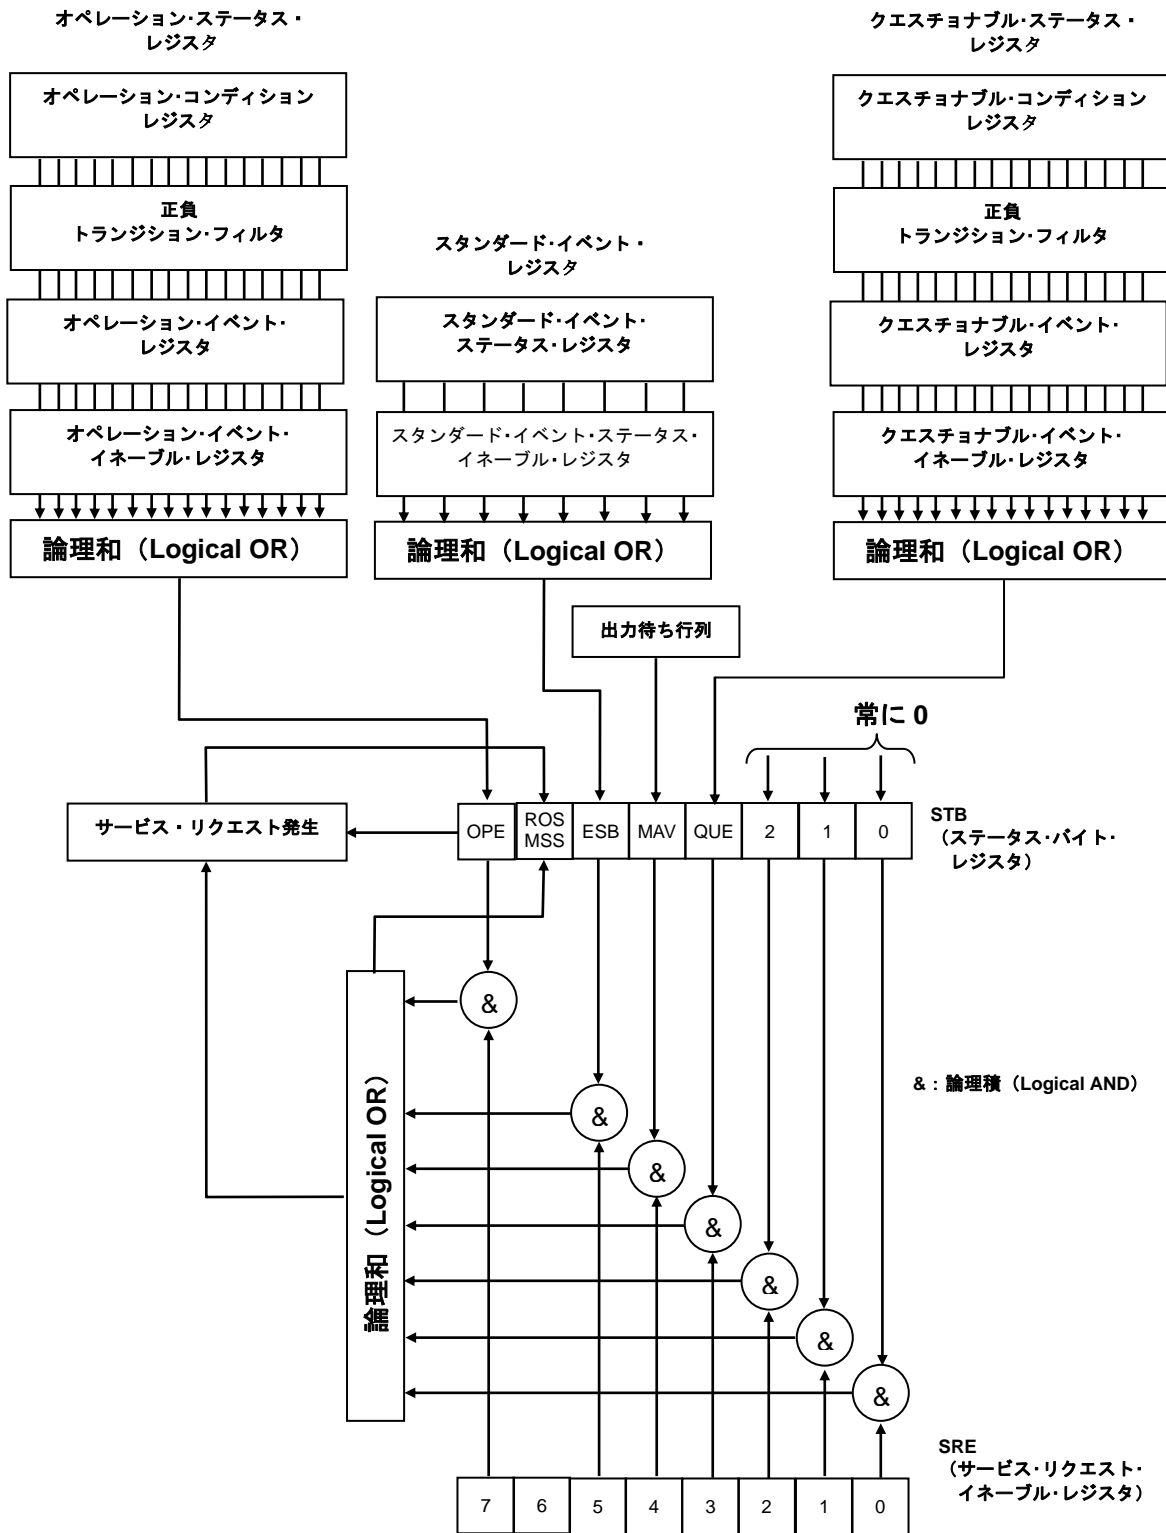 オペレーション・ステータス・
レジスタ
クエスチョナブル・ステータス・
レジスタ
オペレーション・コンディション
レジスタ
クエスチョナブル・コンディション
レジスタ
正負
トランジション・フィルタ
正負
トランジション・フィルタ
スタンダード・イベント・
レジスタ
オペレーション・イベント・
レジスタ
スタンダード・イベント・
ステータス・レジスタ
クエスチョナブル・イベント・
レジスタ
オペレーション・イベント・
イネーブル・レジスタ
スタンダード・イベント・ステータス・
イネーブル・レジスタ
クエスチョナブル・イベント・
イネーブル・レジスタ
論理和（Logical OR）
論理和（Logical OR）
論理和（Logical OR）
出力待ち行列
常に 0
サービス・リクエスト発生
OPE
ROS
MSS
ESB
MAV
QUE
2
1
0
STB
（ステータス・バイト・
レジスタ）
&
&
&
&
&
&
&
論理和（Logical OR）
&：論理積（Logical AND）
SRE
（サービス・リクエスト・
イネーブル・レジスタ）
7
6
5
4
3
2
1
0